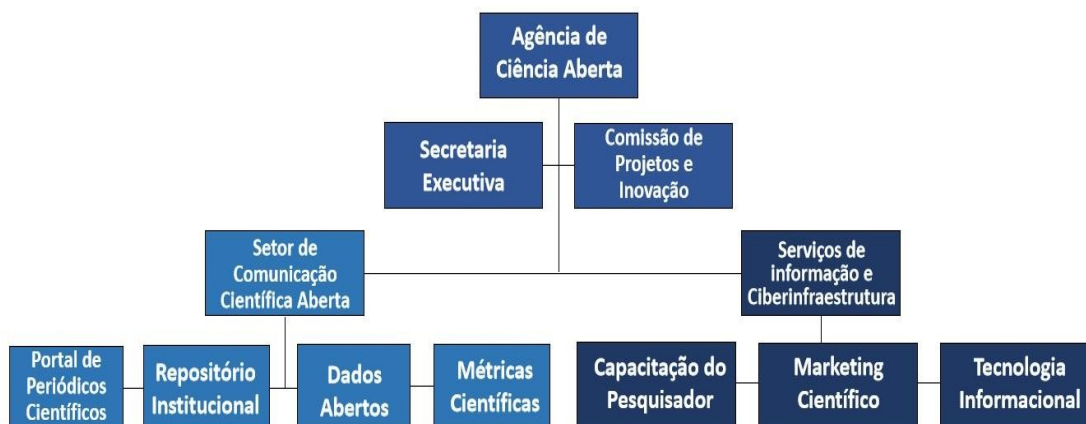 Agência de
Ciência Aberta
Secretaria
Executiva
Comissão de
Projetos e
Inovação
Setor de
Comunicação
Científica Aberta
Serviços de
informação e
Ciberinfraestrutura
Portal de
Periódicos
Científicos
Repositório
Institucional
Dados
Abertos
Métricas
Científicas
Capacitação do
Pesquisador
Marketing
Científico
Tecnologia
Informacional